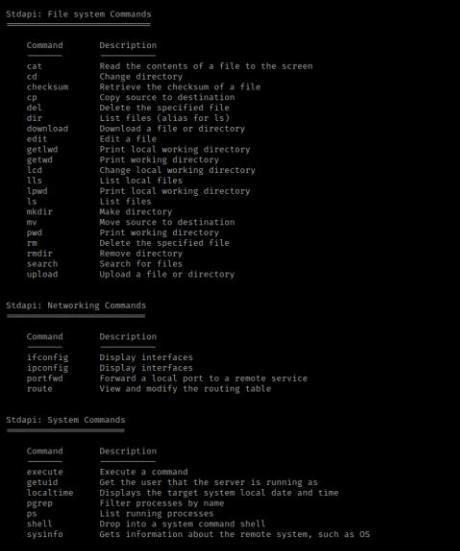 Stdapi: File system Commands
Command Description
cat Read the contents of a file to the screen
cd Change directory
checksum Retrieve the checksum of a file
cp Copy source to destination
del Delete the specified file
dir List files (alias for ls)
download Download a file or directory
edit Edit a file
getlwd Print local working directory
getwd Print working directory
lcd Change local working directory
lls List local files
lpwd Print local working directory
ls List files
mkdir Make directory
mv Move source to destination
pwd Print working directory
rm Delete the specified file
rmdir Remove directory
search Search for files
upload Upload a file or directory
Stdapi: Networking Commands
Command Description
ifconfig Display interfaces
ipconfig Display interfaces
portfwd Forward a local port to a remote service
route View and modify the routing table
Stdapi: System Commands
Command Description
execute Execute a command
getuid Get the user that the server is running as
localtime Displays the target system local date and time
pgrep Filter processes by name
ps List running processes
shell Drop into a system command shell
sysinfo Gets information about the remote system, such as OS